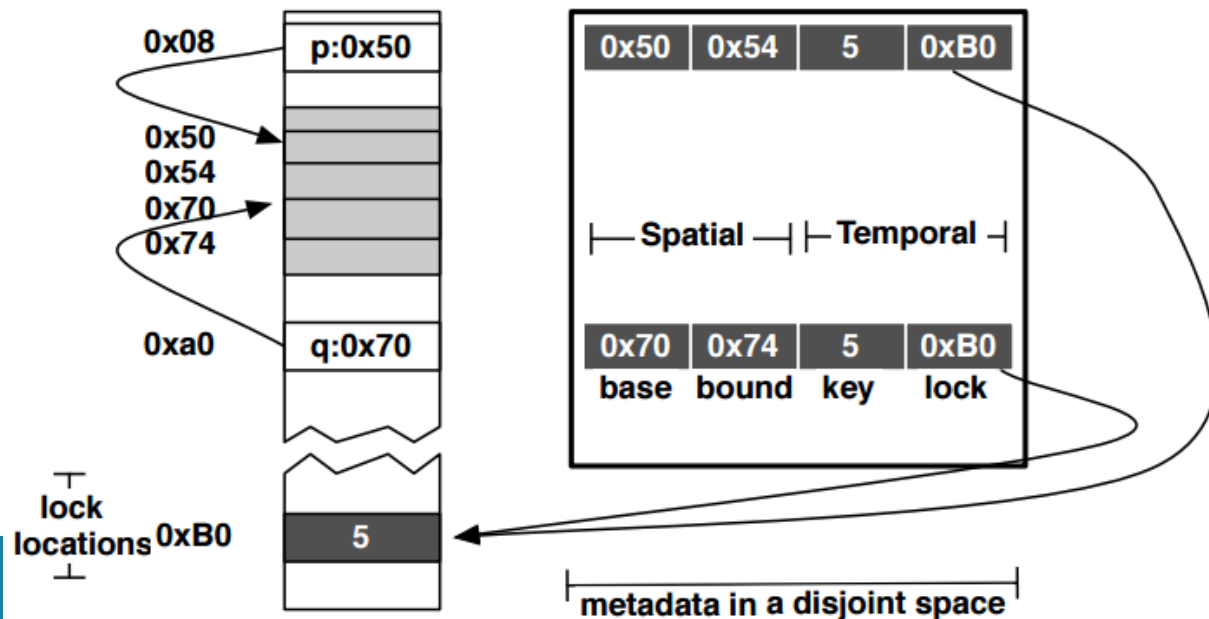 0x08
p:0x50
0x50 0x54 5 0xB0
0x50
0x54
0x70
0x74
Spatial Temporal
0xa0
q:0x70
0x70 0x74 5 0xB0
base bound key lock
lock
locations
0xB0
5
metadata in a disjoint space